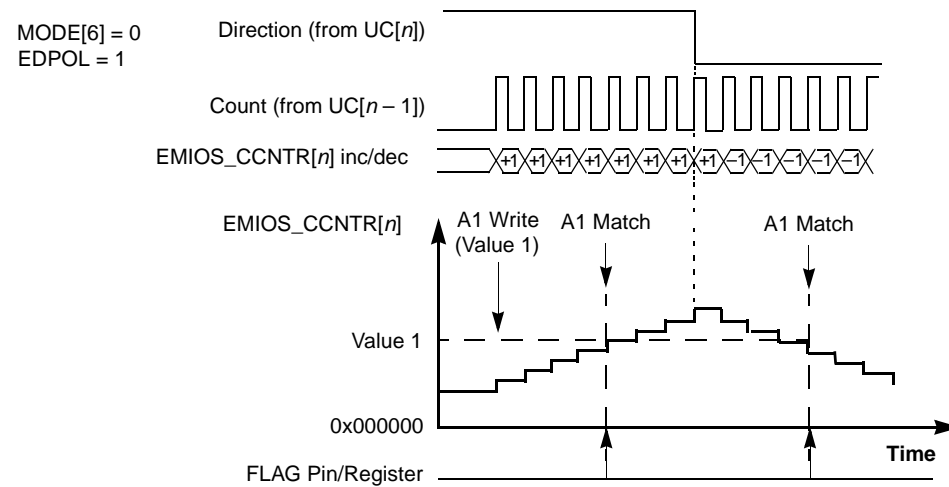 MODE[6] = 0
EDPOL = 1
Direction (from UC[n])
Count (from UC[n – 1])
EMIOS_CCNTR[n] inc/dec
+1 +1 +1 +1 +1 +1 +1 +1 –1 –1 –1 –1 –1
EMIOS_CCNTR[n]
A1 Write
(Value 1)
A1 Match
A1 Match
Value 1
0x000000
Time
FLAG Pin/Register